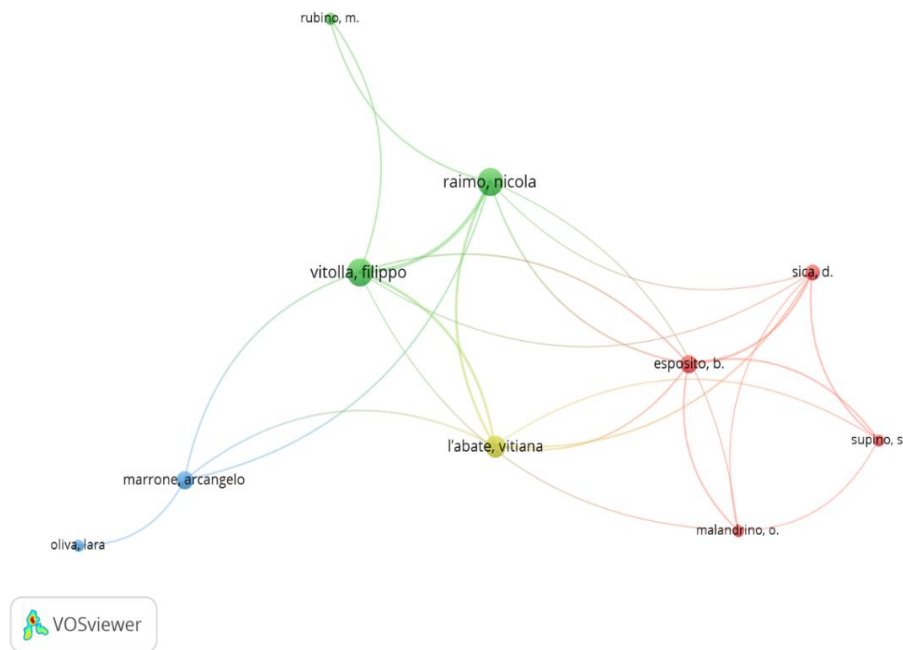 rubino, m.
raimo, nicola
vitolla, filippo
sica, d.
esposito, b.
supino, s
l'abate, vitiana
marrone, arcangelo
malandrino, o.
oliva, lara
VOSviewer